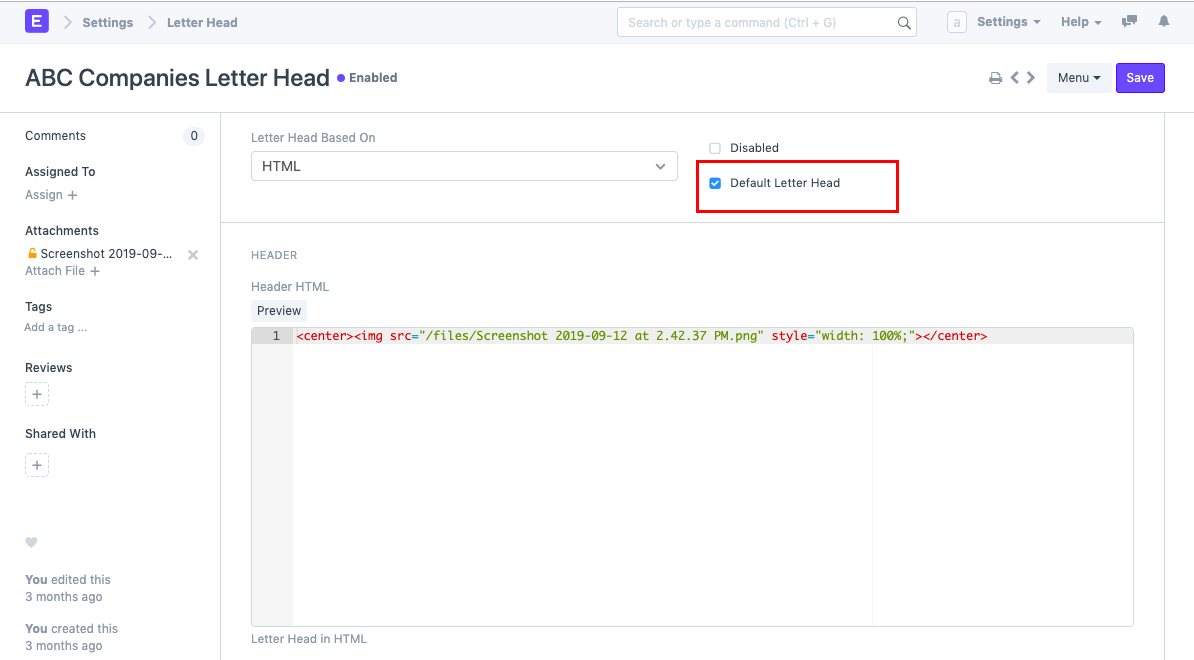 E Settings Letter Head Search or type a command (Ctrl + G) a Settings Help
ABC Companies Letter Head Enabled Menu Save
Comments 0
Assigned To
Assign +
Attachments
Screenshot 2019-09-...
Attach File +
Tags
Add a tag ...
Reviews
+
Shared With
+
You edited this
3 months ago
You created this
3 months ago
Letter Head Based On
HTML
Disabled
Default Letter Head
HEADER
Header HTML
Preview
1 <center><img src="/files/Screenshot 2019-09-12 at 2.42.37 PM.png" style="width: 100%;"></center>
Letter Head in HTML